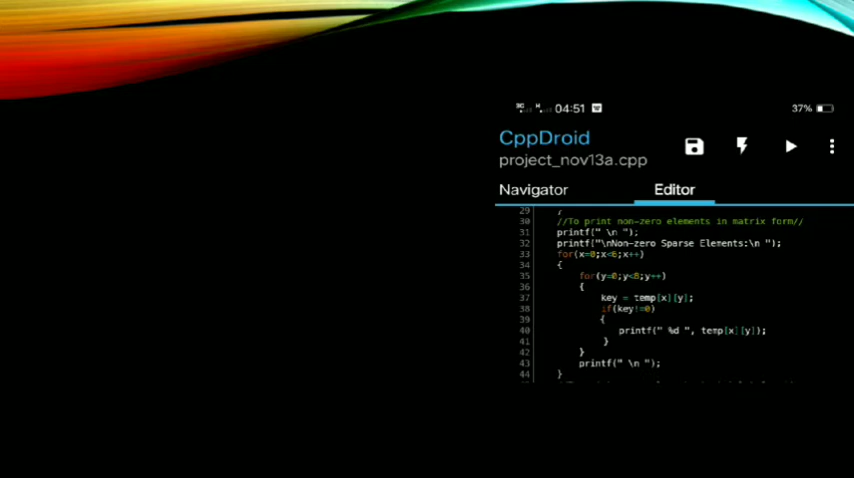 04:51 37%
CppDroid
project_nov13a.cpp
Navigator Editor
29 }
30 //To print non-zero elements in matrix form//
31 printf(" \n ");
32 printf("\nNon-zero Sparse Elements:\n ");
33 for(x=0;x<6;x++)
34 {
35 for(y=0;y<8;y++)
36 {
37 key = temp[x][y];
38 if(key!=0)
39 {
40 printf(" %d ", temp[x][y]);
41 }
42 }
43 printf(" \n ");
44 }